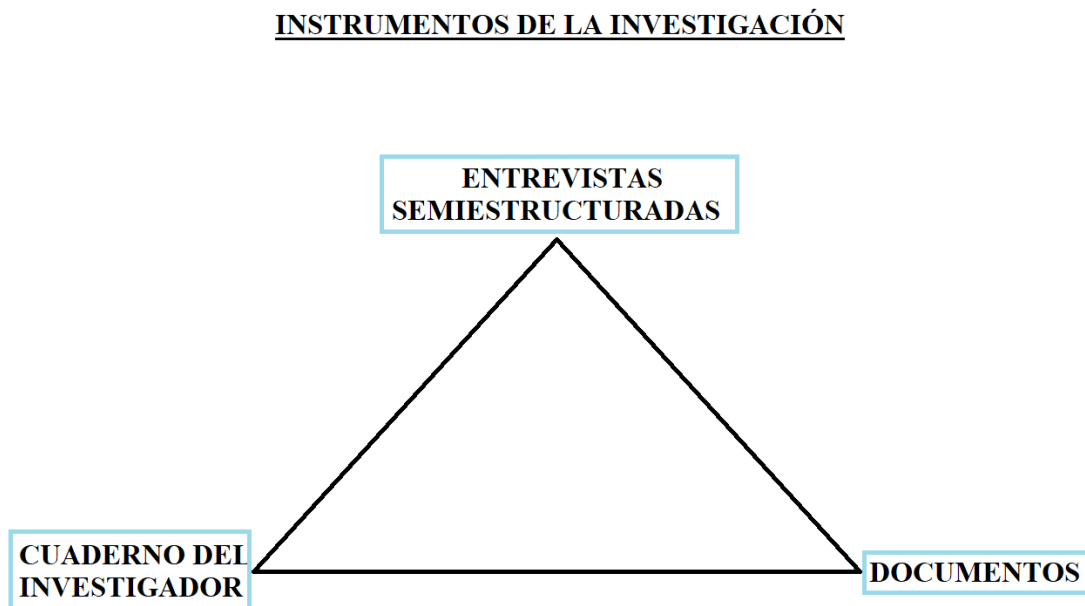 INSTRUMENTOS DE LA INVESTIGACIÓN
ENTREVISTAS
SEMIESTRUCTURADAS
CUADERNO DEL
INVESTIGADOR
DOCUMENTOS